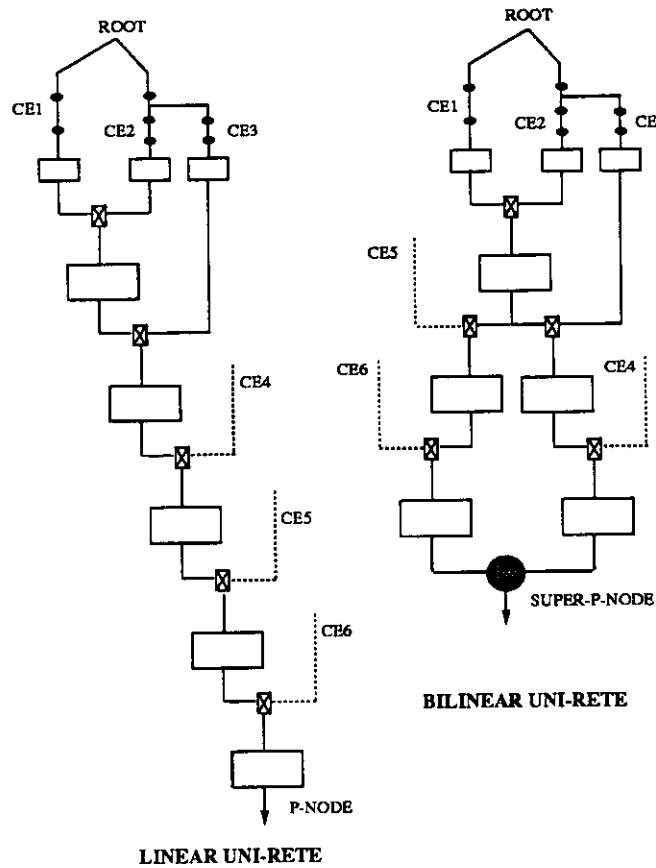 ROOT
CE1
CE2
CE3
CE4
CE5
CE6
P-NODE
LINEAR UNI-RETE
ROOT
CE1
CE2
CE
CE5
CE6
CE4
SUPER-P-NODE
BILINEAR UNI-RETE